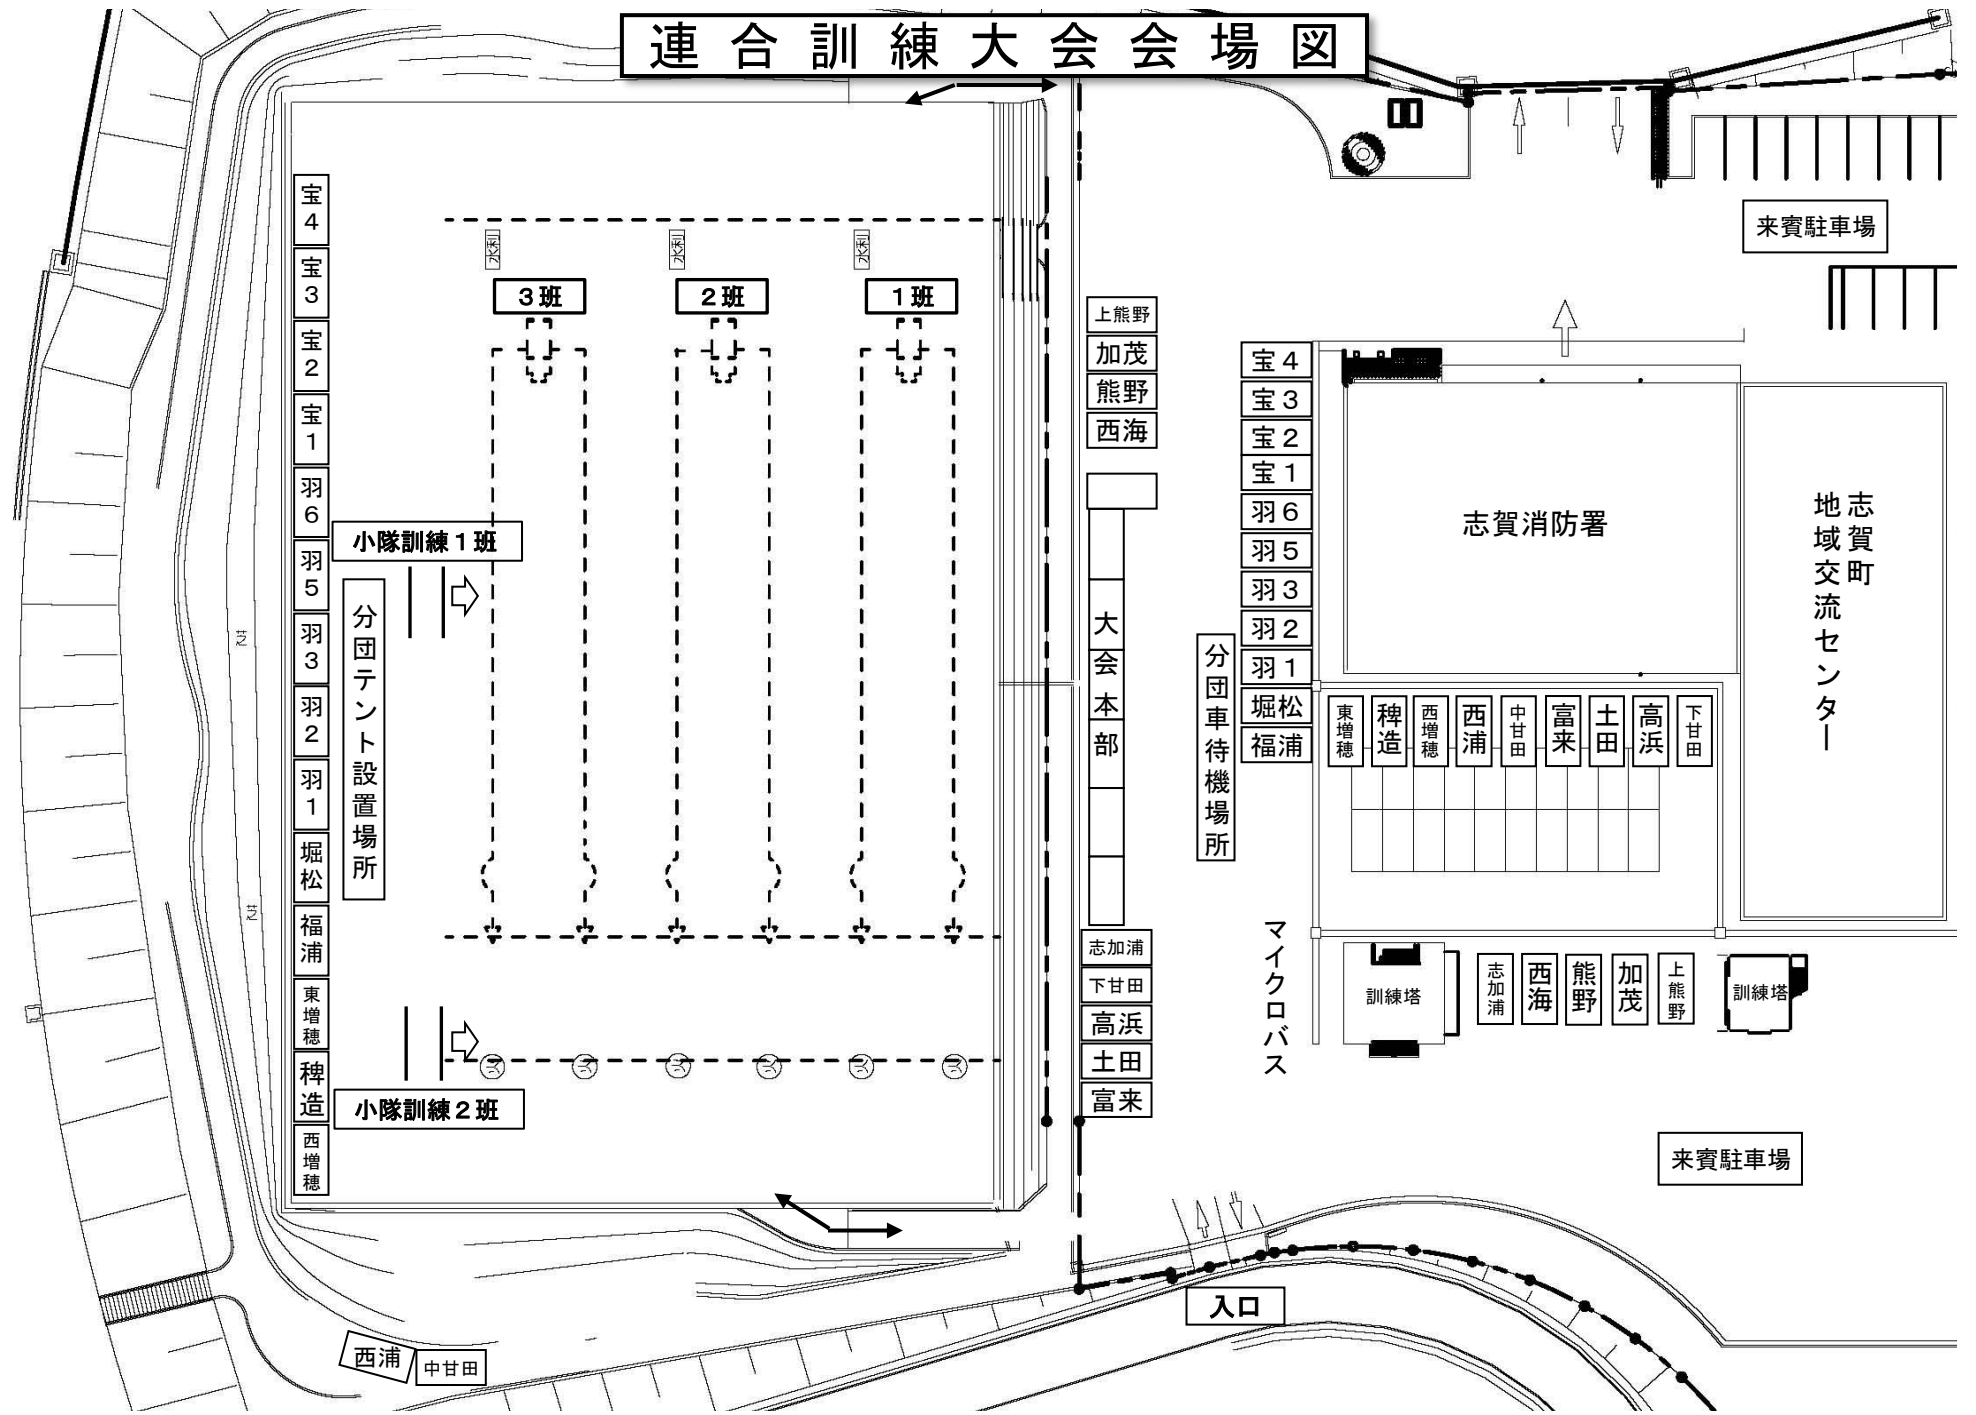 連合訓練大会会場図
宝4
宝3
宝2
宝1
羽6
羽5
羽3
羽2
羽1
堀松
福浦
東増穂
稗造
西増穂
分団テント設置場所
小隊訓練1班
小隊訓練2班
水利
水利
水利
3班
2班
1班
芝
芝
上熊野
加茂
熊野
西海
大会本部
志加浦
下甘田
高浜
土田
富来
分団車待機場所
宝4
宝3
宝2
宝1
羽6
羽5
羽3
羽2
羽1
堀松
福浦
東増穂
稗造
西増穂
西浦
中甘田
富来
土田
高浜
下甘田
志賀消防署
志賀町
地域交流センター
来賓駐車場
マイクロバス
訓練塔
志加浦
西海
熊野
加茂
上熊野
訓練塔
来賓駐車場
入口
西浦
中甘田